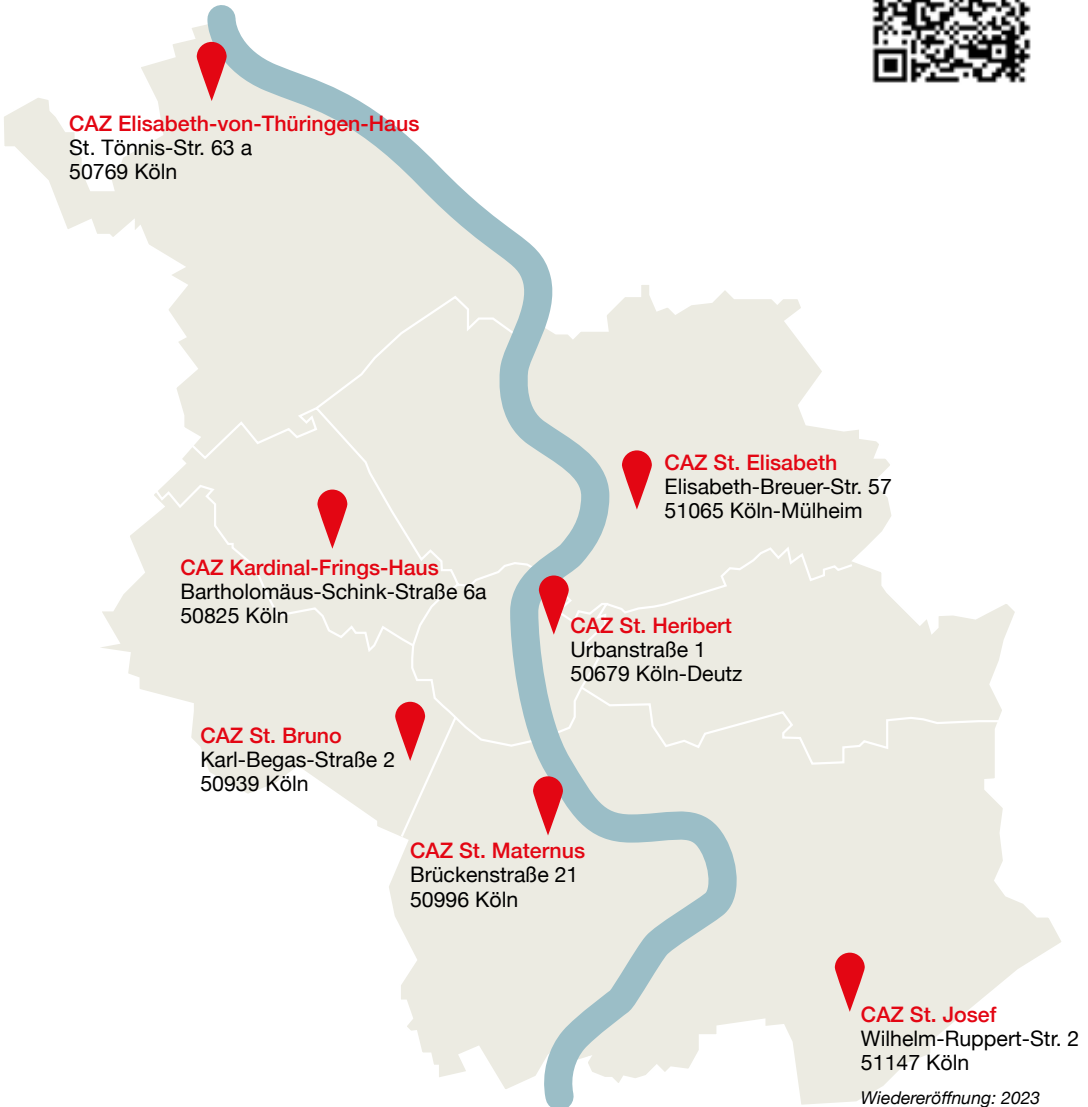 CAZ Elisabeth-von-Thüringen-Haus
St. Tönnis-Str. 63 a
50769 Köln
CAZ St. Elisabeth
Elisabeth-Breuer-Str. 57
51065 Köln-Mülheim
CAZ Kardinal-Frings-Haus
Bartholomäus-Schink-Straße 6a
50825 Köln
CAZ St. Heribert
Urbanstraße 1
50679 Köln-Deutz
CAZ St. Bruno
Karl-Begas-Straße 2
50939 Köln
CAZ St. Maternus
Brückenstraße 21
50996 Köln
CAZ St. Josef
Wilhelm-Ruppert-Str. 2
51147 Köln
Wiedereröffnung: 2023